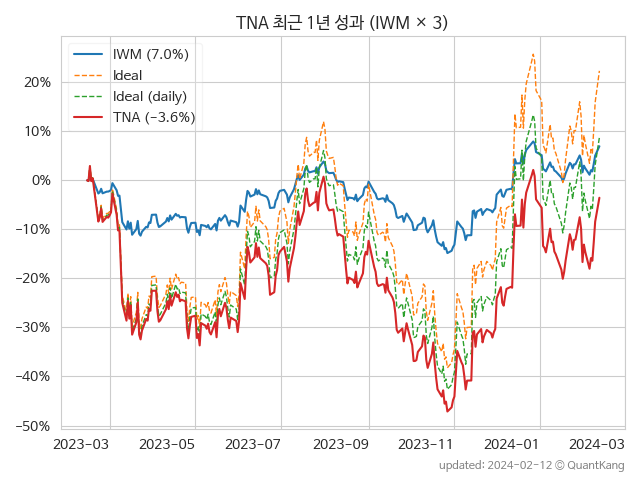 TNA 최근 1년 성과 (IWM × 3)
IWM (7.0%)
Ideal
Ideal (daily)
TNA (−3.6%)
20%
10%
0%
−10%
−20%
−30%
−40%
−50%
2023-03
2023-05
2023-07
2023-09
2023-11
2024-01
2024-03
updated: 2024-02-12 © QuantKang